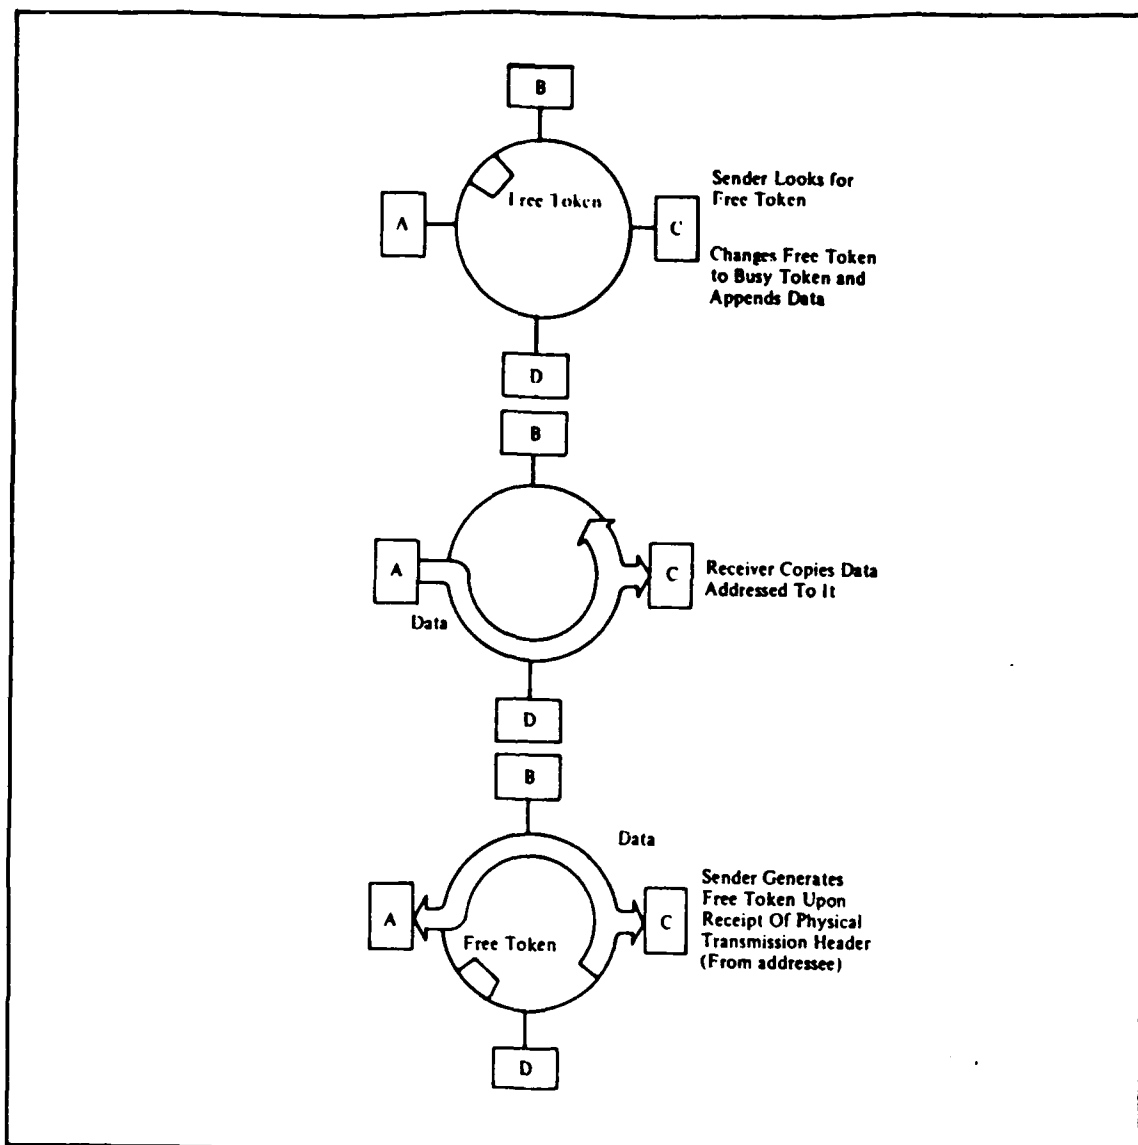 B
Free Token
A
C
Sender Looks for
Free Token
Changes Free Token
to Busy Token and
Appends Data
D
B
A
C
Receiver Copies Data
Addressed To It
Data
D
B
Data
A
C
Sender Generates
Free Token Upon
Receipt Of Physical
Transmission Header
(From addressee)
Free Token
D